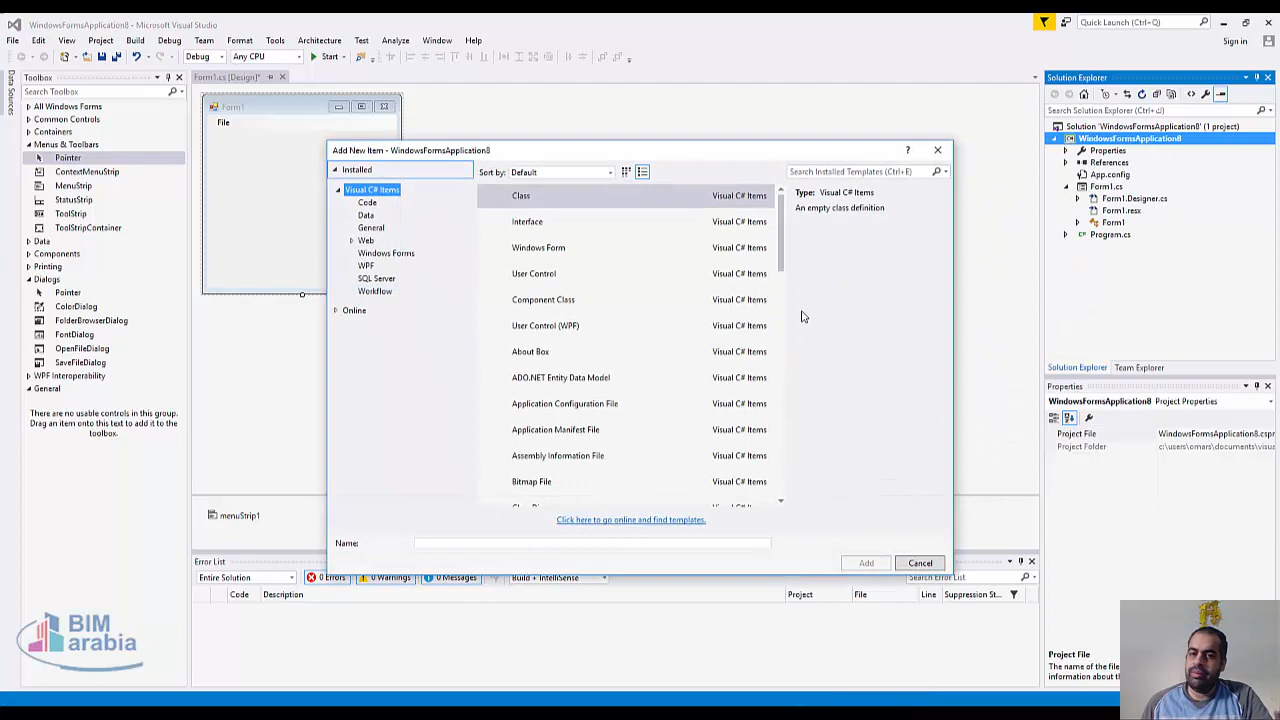 WindowsFormsApplication8 - Microsoft Visual Studio
Quick Launch (Ctrl+Q)
File Edit View Project Build Debug Team Format Tools Architecture Test Analyze Window Help
Sign in
Debug Any CPU Start
Data Sources
Toolbox
Search Toolbox
All Windows Forms
Common Controls
Containers
Menus & Toolbars
Pointer
ContextMenuStrip
MenuStrip
StatusStrip
ToolStrip
ToolStripContainer
Data
Components
Printing
Dialogs
Pointer
ColorDialog
FolderBrowserDialog
FontDialog
OpenFileDialog
SaveFileDialog
WPF Interoperability
General
There are no usable controls in this group.
Drag an item onto this text to add it to the
toolbox.
Form1.cs [Design]*
Form1
File
Add New Item - WindowsFormsApplication8
Installed
Sort by: Default
Search Installed Templates (Ctrl+E)
Visual C# Items
Code
Data
General
Web
Windows Forms
WPF
SQL Server
Workflow
Online
Class Visual C# Items
Interface Visual C# Items
Windows Form Visual C# Items
User Control Visual C# Items
Component Class Visual C# Items
User Control (WPF) Visual C# Items
About Box Visual C# Items
ADO.NET Entity Data Model Visual C# Items
Application Configuration File Visual C# Items
Application Manifest File Visual C# Items
Assembly Information File Visual C# Items
Bitmap File Visual C# Items
Type: Visual C# Items
An empty class definition
Click here to go online and find templates.
Name:
Add Cancel
menuStrip1
Error List
Entire Solution 0 Errors 0 Warnings 0 Messages Build + IntelliSense Search Error List
Code Description Project File Line Suppression St...
Solution Explorer
Search Solution Explorer (Ctrl+;)
Solution 'WindowsFormsApplication8' (1 project)
WindowsFormsApplication8
Properties
References
App.config
Form1.cs
Form1.Designer.cs
Form1.resx
Form1
Program.cs
Solution Explorer Team Explorer
Properties
WindowsFormsApplication8 Project Properties
Project File WindowsFormsApplication8.cspr
Project Folder c:\users\omars\documents\visua
Project File
The name of the file
information about th
BIM
arabia